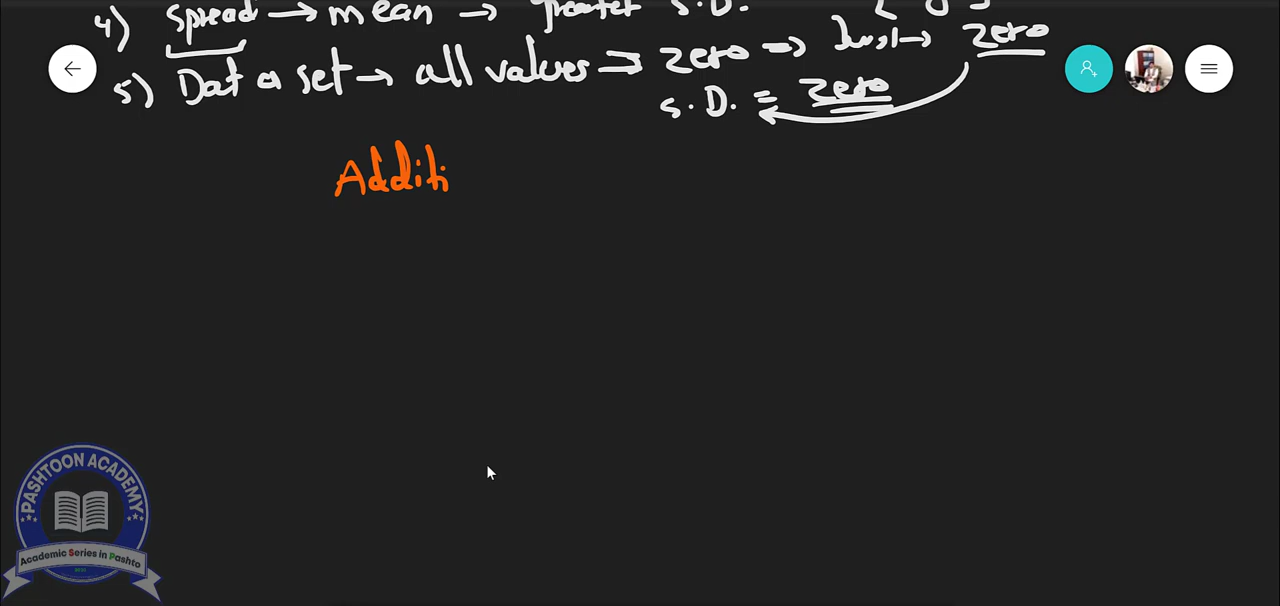 4) spread → mean → greater S.D.
5) Data set → all values → zero → → zero
S.D. = zero
Additi
PASHTOON ACADEMY
Academic Series in Pashto